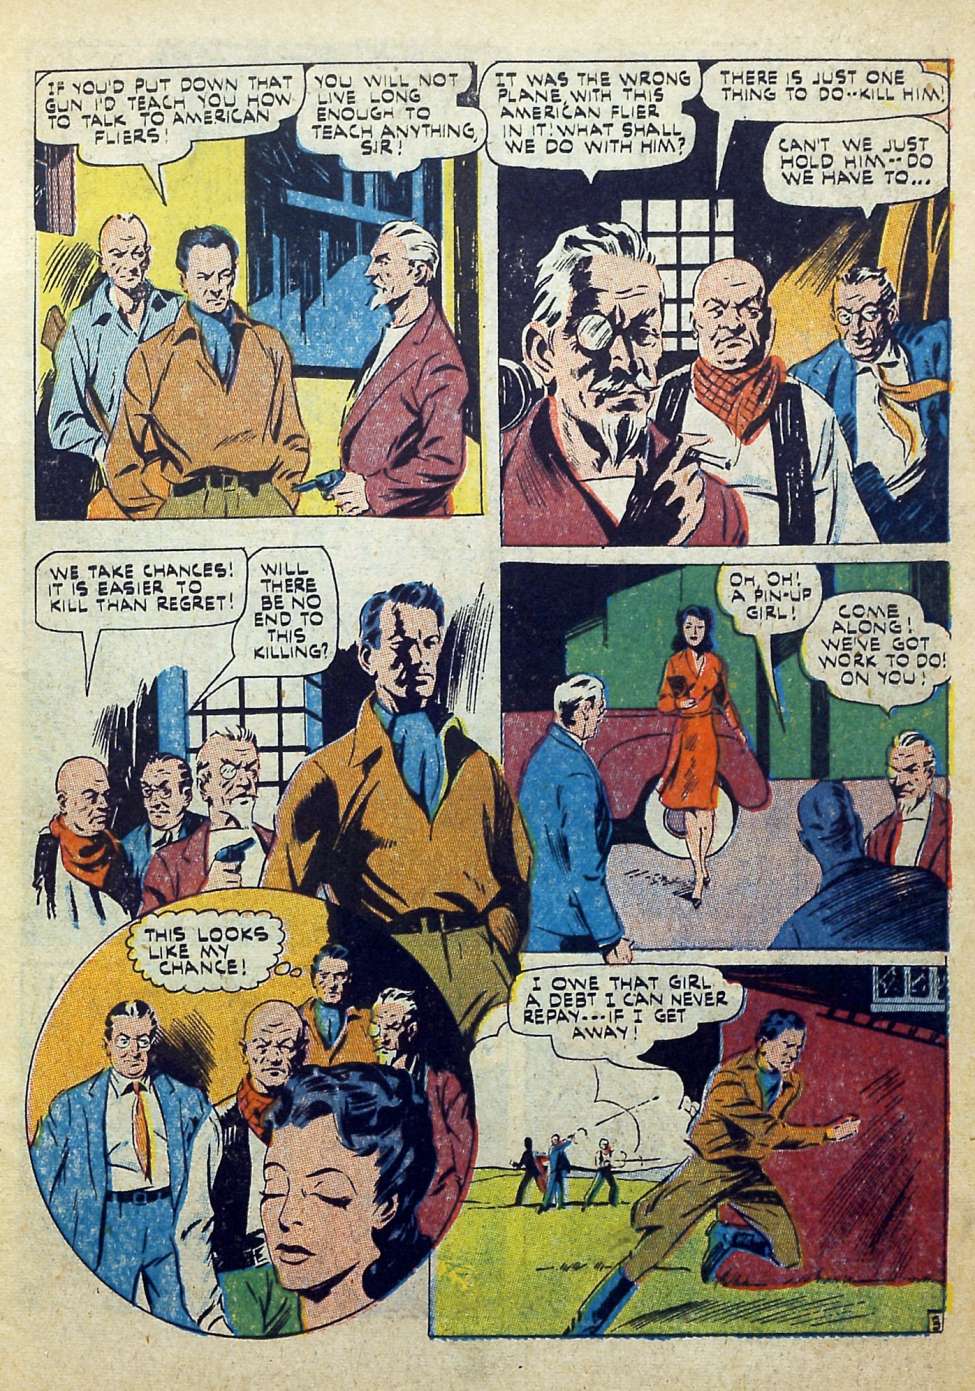 IF YOU'D PUT DOWN THAT
GUN I'D TEACH YOU HOW
TO TALK TO AMERICAN
FLIERS!
YOU WILL NOT
LIVE LONG
ENOUGH TO
TEACH ANYTHING,
SIR!
IT WAS THE WRONG
PLANE, WITH THIS
AMERICAN FLIER
IN IT! WHAT SHALL
WE DO WITH HIM?
THERE IS JUST ONE
THING TO DO--KILL HIM!
CAN'T WE JUST
HOLD HIM--DO
WE HAVE TO...
WE TAKE CHANCES!
IT IS EASIER TO
KILL THAN REGRET!
WILL
THERE
BE NO
END TO
THIS
KILLING?
OH, OH!
A PIN-UP
GIRL!
COME
ALONG!
WE'VE GOT
WORK TO DO!
ON YOU!
THIS LOOKS
LIKE MY
CHANCE!
I OWE THAT GIRL
A DEBT I CAN NEVER
REPAY---IF I GET
AWAY!